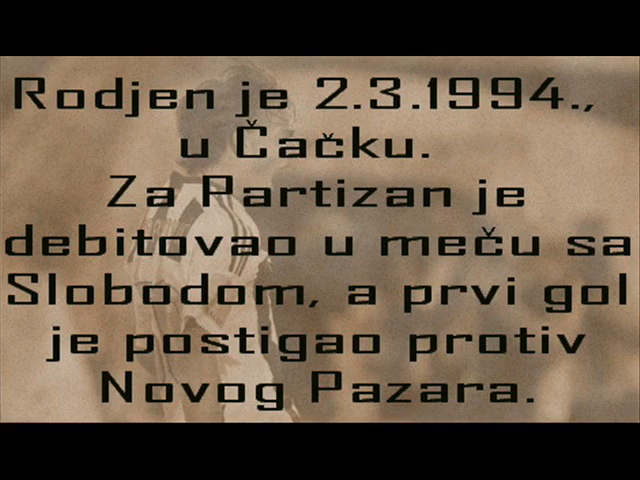 Rodjen je 2.3.1994.,
u Čačku.
Za Partizan je
debitovao u meču sa
Slobodom, a prvi gol
je postigao protiv
Novog Pazara.